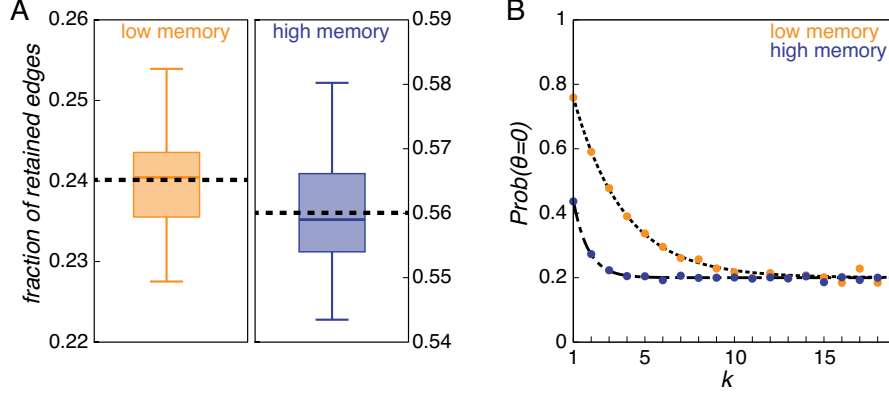 A
fraction of retained edges
0.26
0.25
0.24
0.23
0.22
low memory
high memory
0.59
0.58
0.57
0.56
0.55
0.54
B
Prob(θ=0)
1
0.8
0.6
0.4
0.2
0
low memory
high memory
1
5
10
15
k